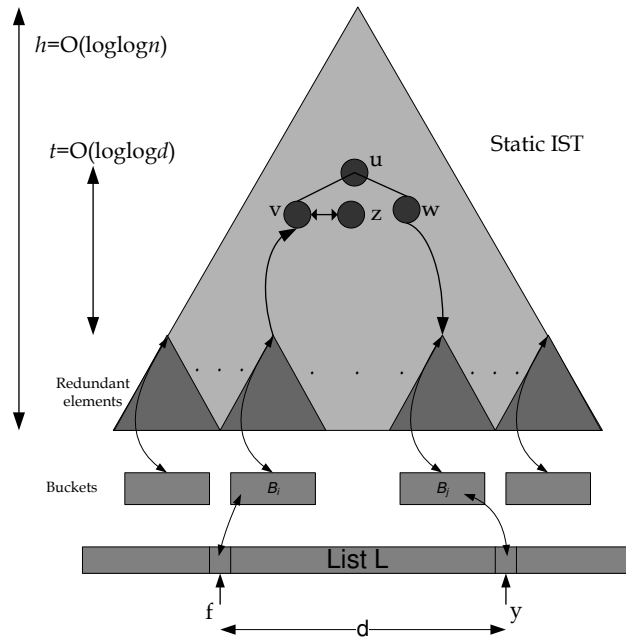 h=O(loglogn)
Static IST
t=O(loglogd)
u
v
z
w
Redundant
elements
Buckets
Bi
Bj
List L
f
y
d